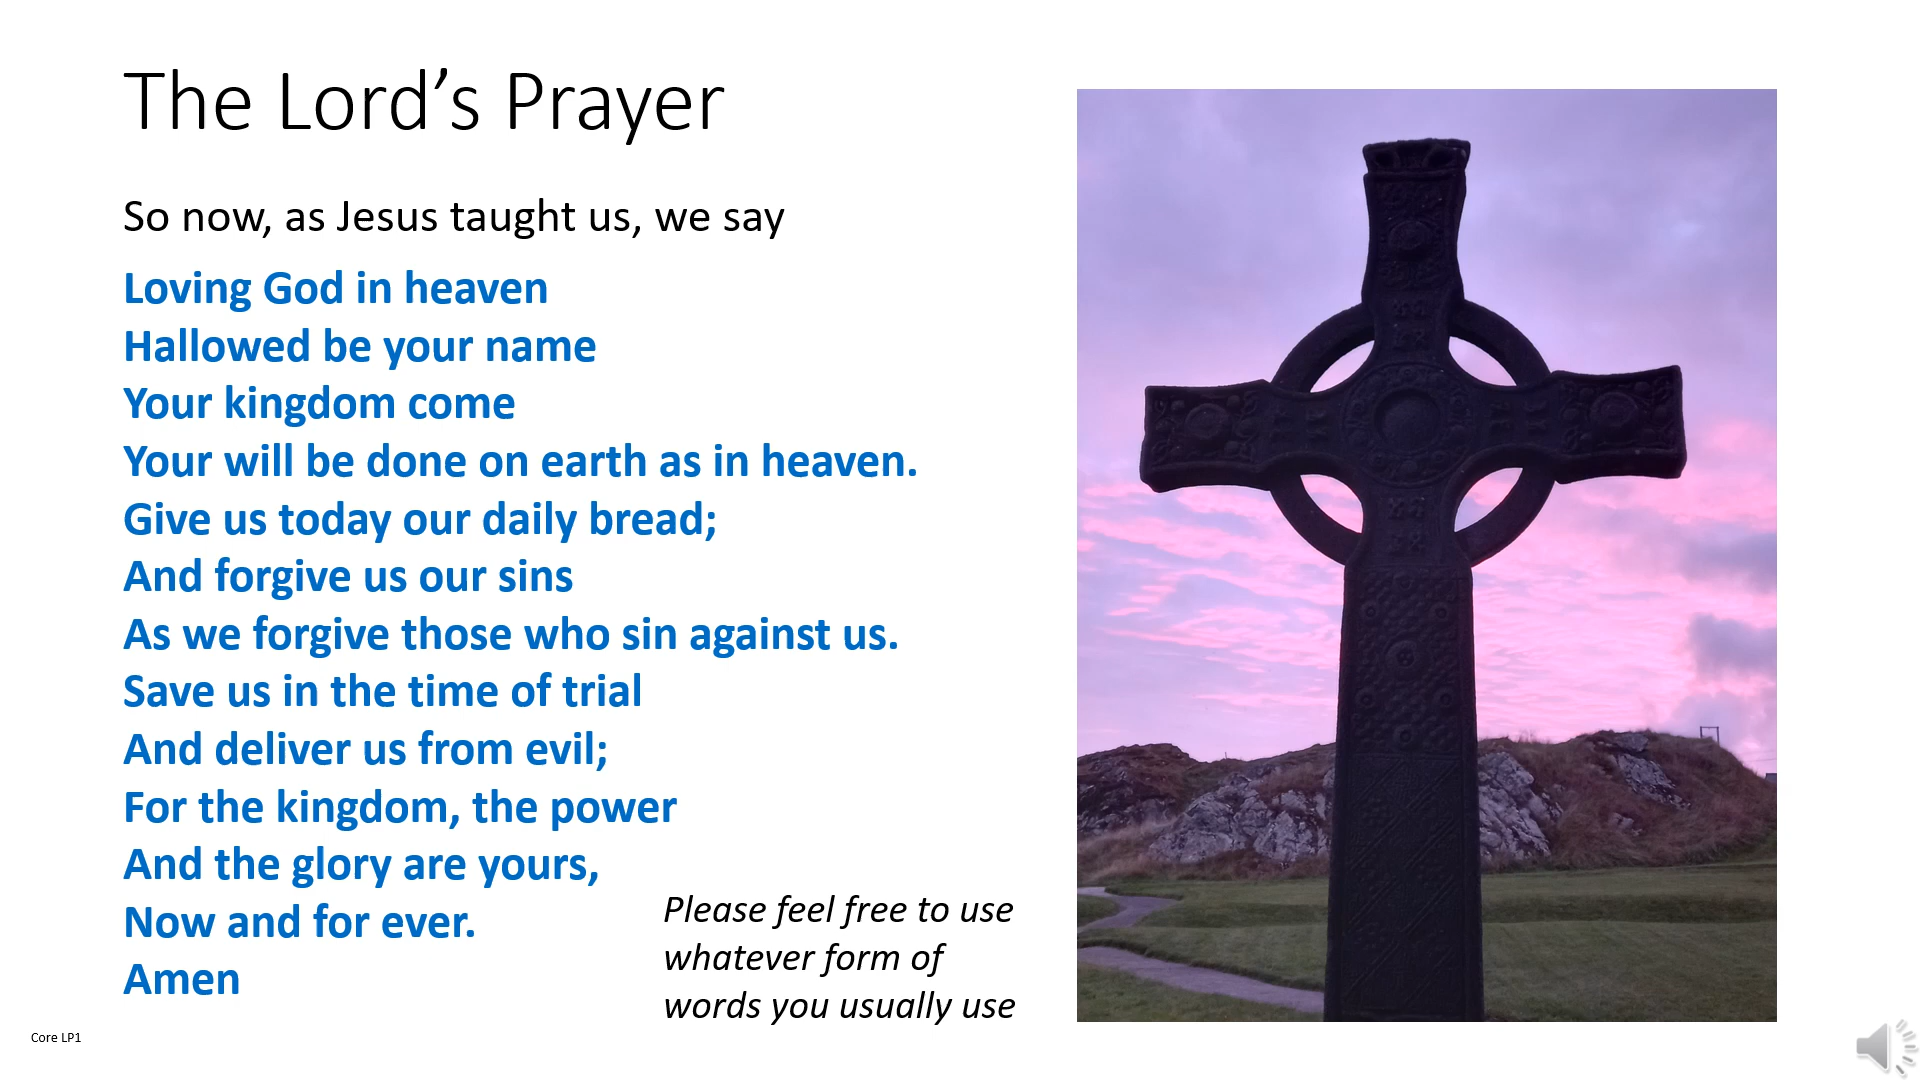 The Lord’s Prayer
So now, as Jesus taught us, we say
Loving God in heaven
Hallowed be your name
Your kingdom come
Your will be done on earth as in heaven.
Give us today our daily bread;
And forgive us our sins
As we forgive those who sin against us.
Save us in the time of trial
And deliver us from evil;
For the kingdom, the power
And the glory are yours,
Now and for ever.
Amen
Please feel free to use
whatever form of
words you usually use
Core LP1